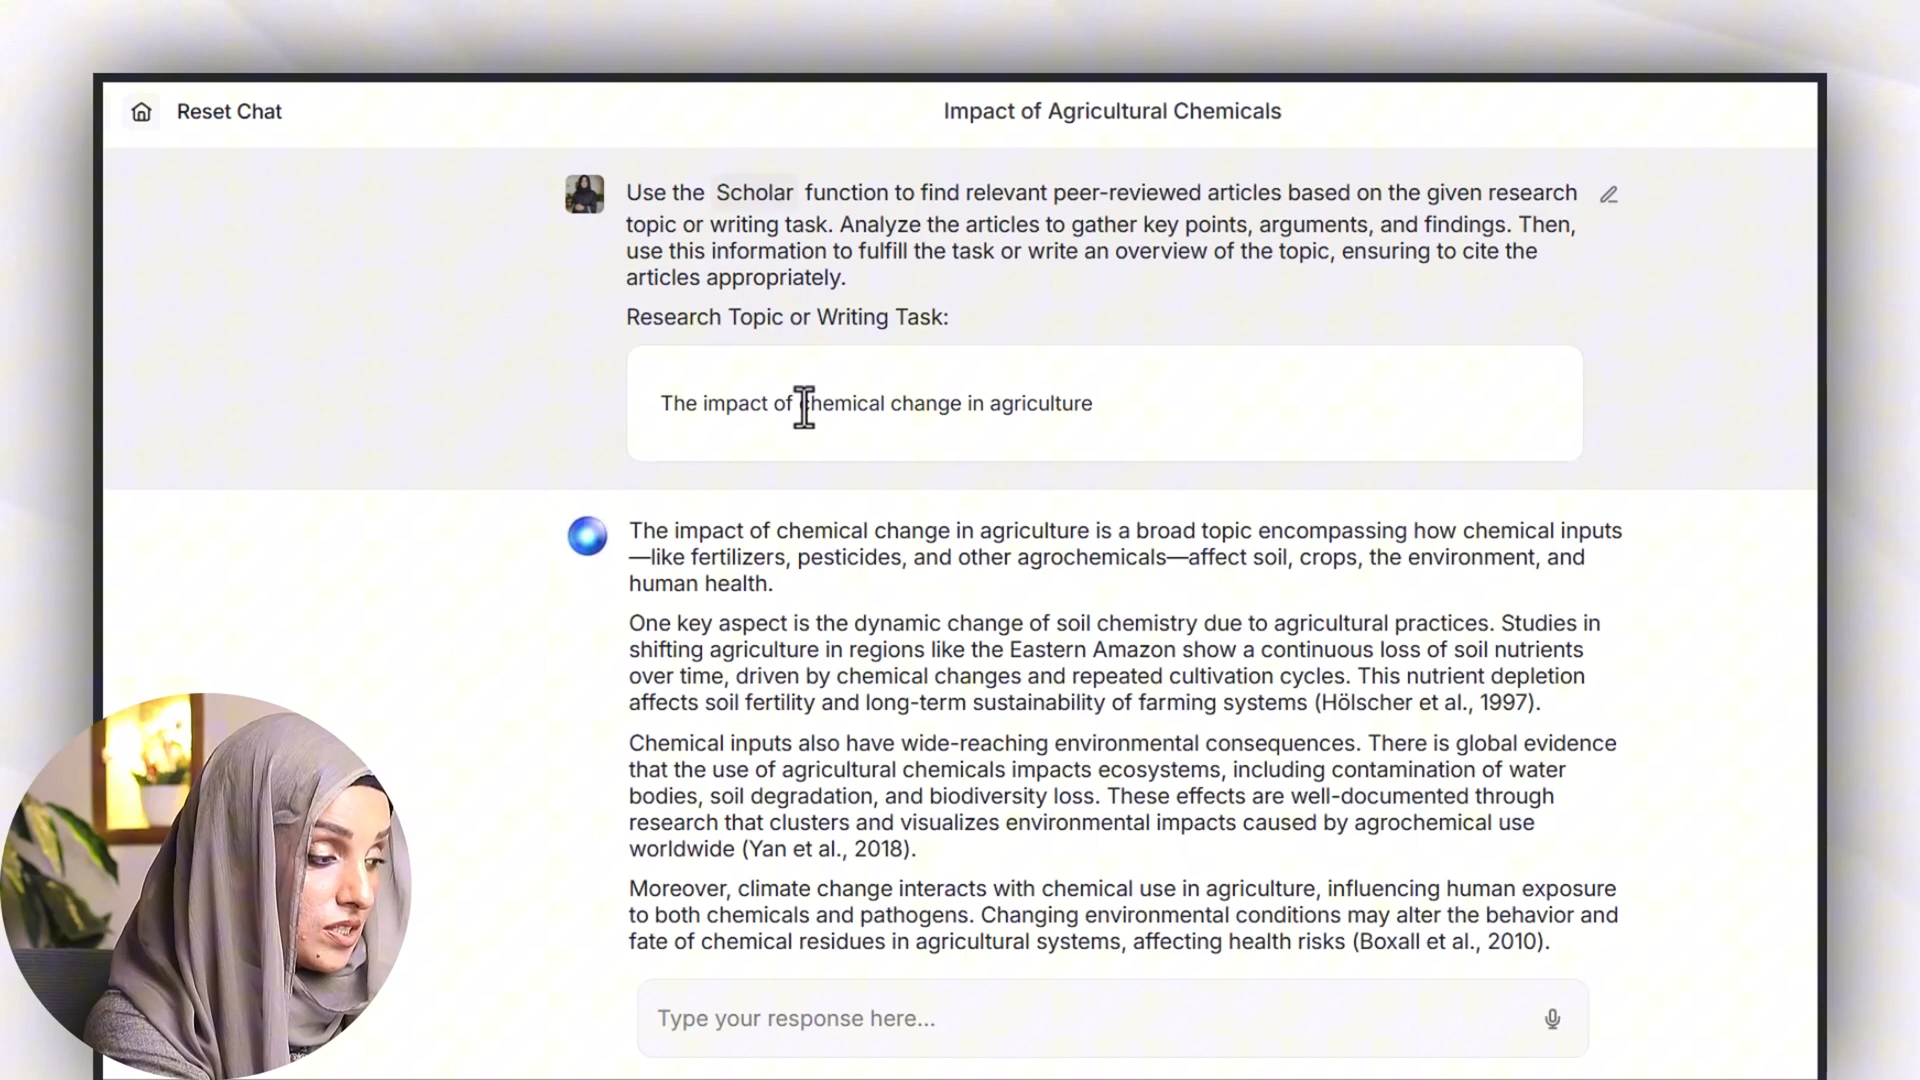 Reset Chat
Impact of Agricultural Chemicals
Use the Scholar function to find relevant peer-reviewed articles based on the given research
topic or writing task. Analyze the articles to gather key points, arguments, and findings. Then,
use this information to fulfill the task or write an overview of the topic, ensuring to cite the
articles appropriately.
Research Topic or Writing Task:
The impact of chemical change in agriculture
The impact of chemical change in agriculture is a broad topic encompassing how chemical inputs
—like fertilizers, pesticides, and other agrochemicals—affect soil, crops, the environment, and
human health.
One key aspect is the dynamic change of soil chemistry due to agricultural practices. Studies in
shifting agriculture in regions like the Eastern Amazon show a continuous loss of soil nutrients
over time, driven by chemical changes and repeated cultivation cycles. This nutrient depletion
affects soil fertility and long-term sustainability of farming systems (Hölscher et al., 1997).
Chemical inputs also have wide-reaching environmental consequences. There is global evidence
that the use of agricultural chemicals impacts ecosystems, including contamination of water
bodies, soil degradation, and biodiversity loss. These effects are well-documented through
research that clusters and visualizes environmental impacts caused by agrochemical use
worldwide (Yan et al., 2018).
Moreover, climate change interacts with chemical use in agriculture, influencing human exposure
to both chemicals and pathogens. Changing environmental conditions may alter the behavior and
fate of chemical residues in agricultural systems, affecting health risks (Boxall et al., 2010).
Type your response here...